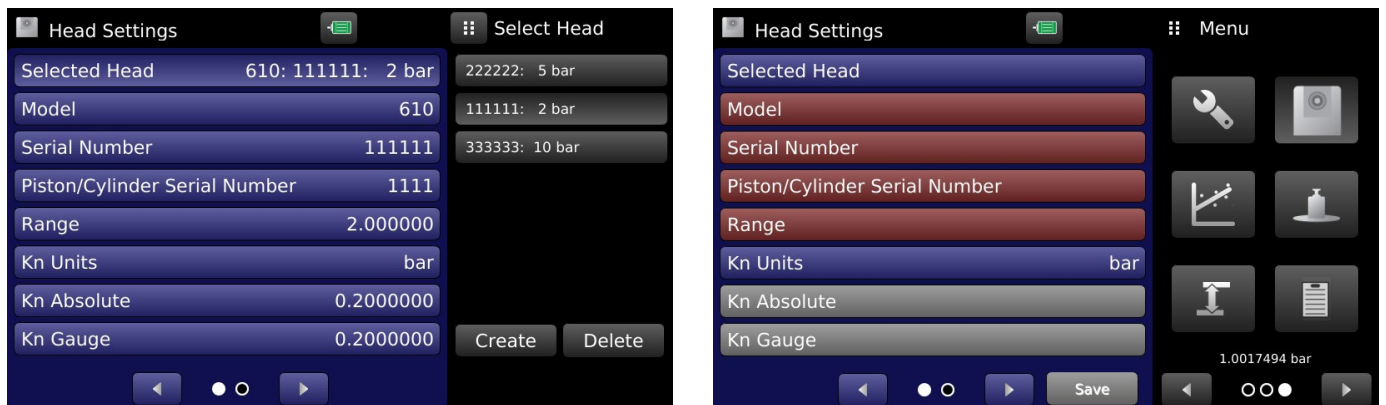 Head Settings
Select Head
Selected Head 610: 111111: 2 bar
222222: 5 bar
Model 610
111111: 2 bar
Serial Number 111111
333333: 10 bar
Piston/Cylinder Serial Number 1111
Range 2.000000
Kn Units bar
Kn Absolute 0.2000000
Kn Gauge 0.2000000
Create Delete
Head Settings
Menu
Selected Head
Model
Serial Number
Piston/Cylinder Serial Number
Range
Kn Units bar
Kn Absolute
Kn Gauge
1.0017494 bar
Save